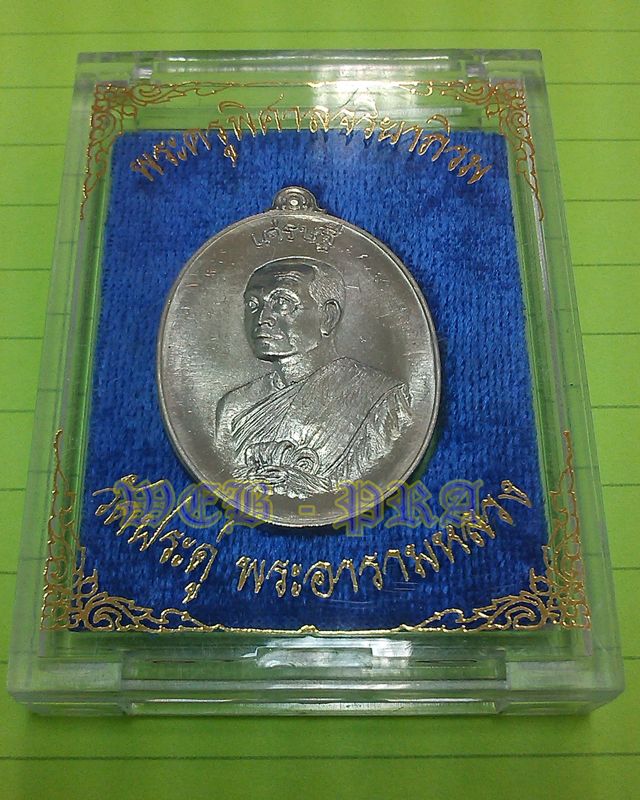 พระครูพิศาลจริยาภิรม
เศรษฐี
WEB - PRA
วัดประดู่ พระอารามหลวง